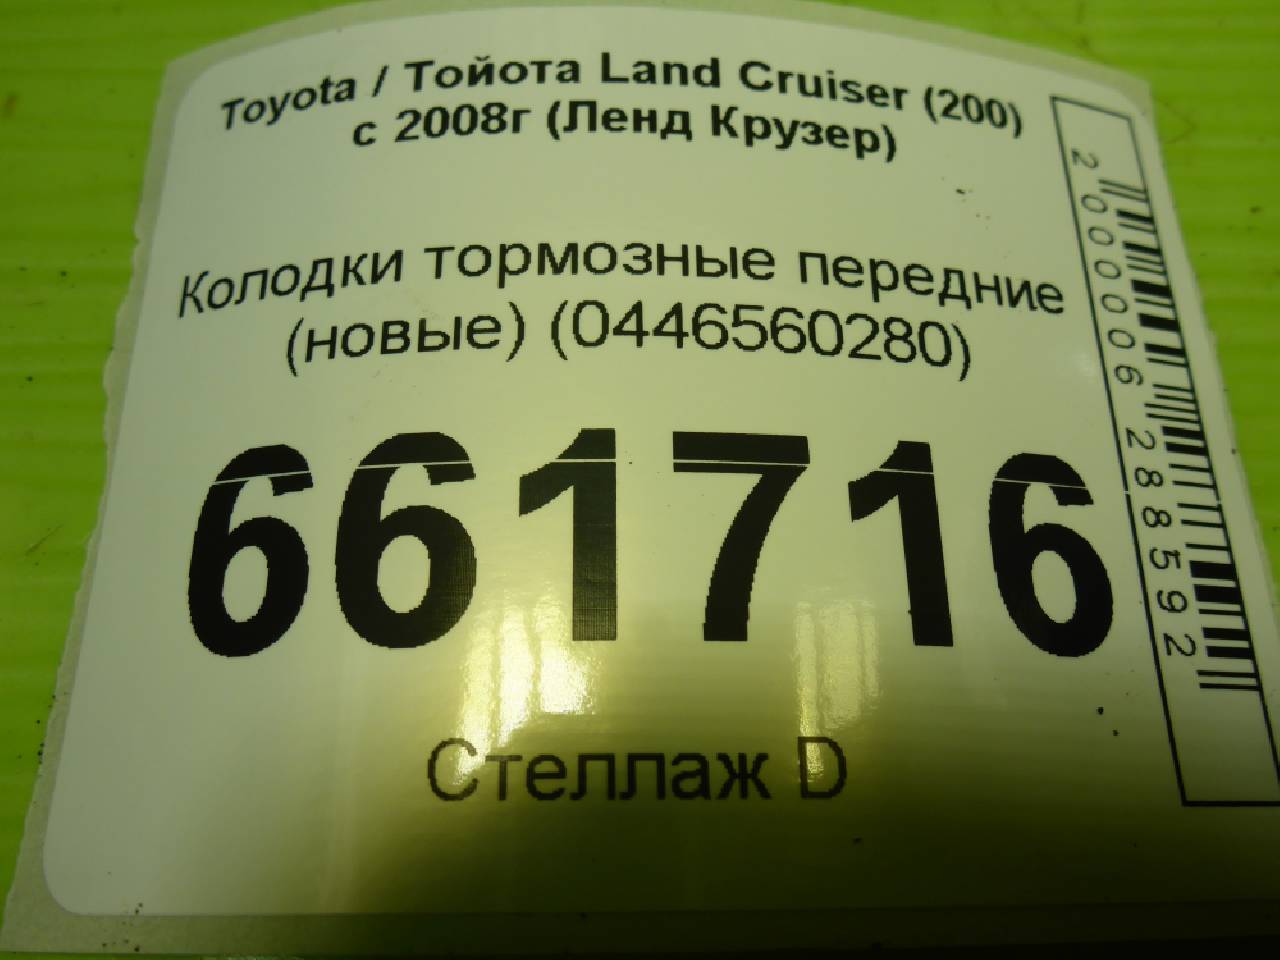 Toyota / Тойота Land Cruiser (200)
с 2008г (Ленд Крузер)
Колодки тормозные передние
(новые) (0446560280)
661716
Стеллаж D
2000006288592